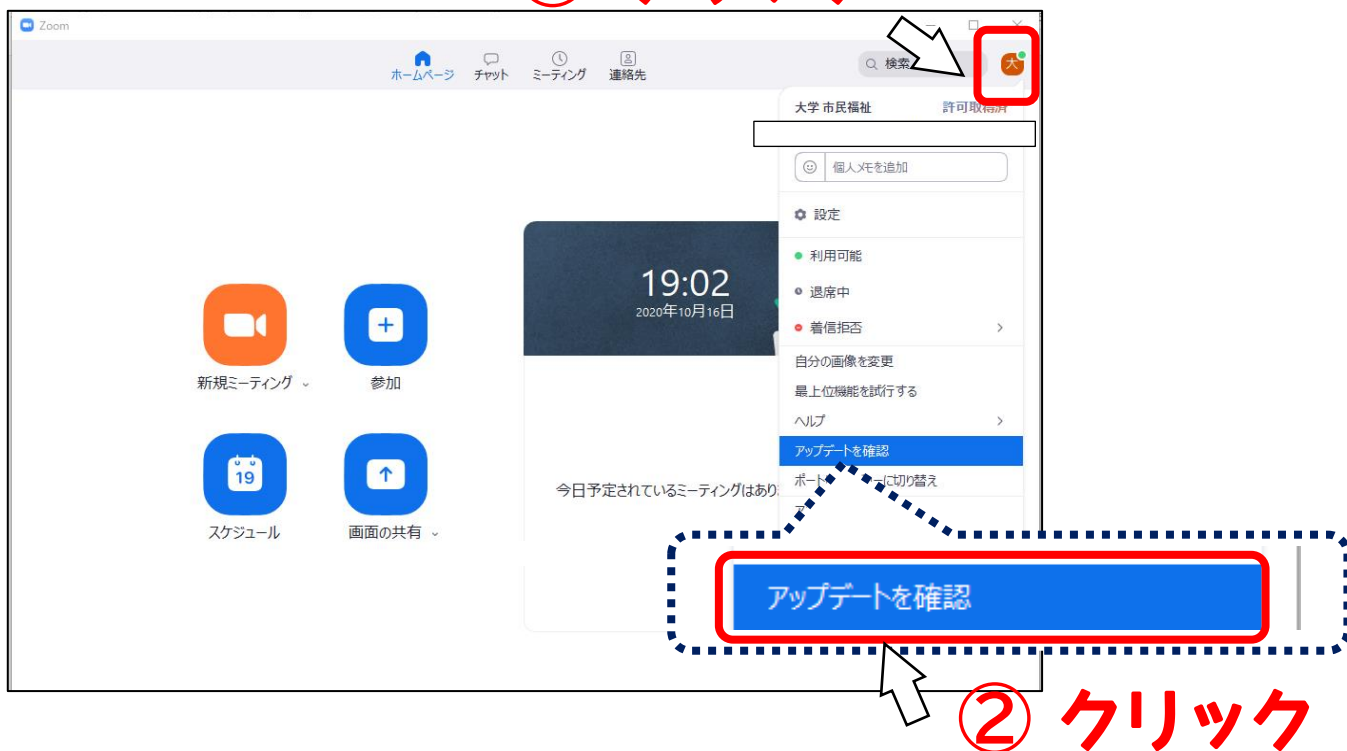 Zoom
ホームページ チャット ミーティング 連絡先
検索
大
大学 市民福祉 許可取得済
個人メモを追加
設定
利用可能
退席中
着信拒否
自分の画像を変更
最上位機能を試行する
ヘルプ
アップデートを確認
に切り替え
19:02
2020年10月16日
今日予定されているミーティングはあり
新規ミーティング 参加
19
スケジュール 画面の共有
アップデートを確認
② クリック